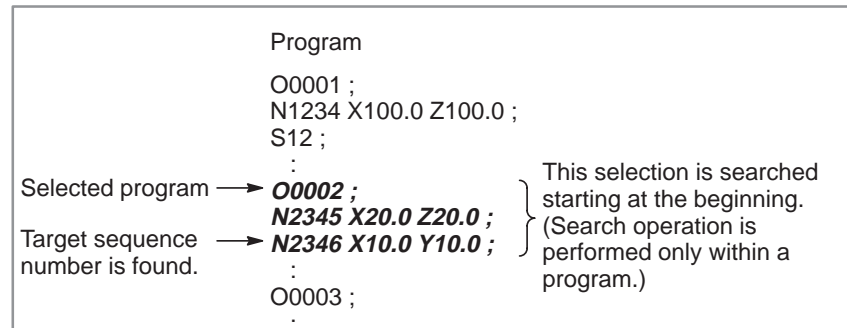 Program
O0001 ;
N1234 X100.0 Z100.0 ;
S12 ;
:
Selected program
O0002 ;
N2345 X20.0 Z20.0 ;
Target sequence
number is found.
N2346 X10.0 Y10.0 ;
:
O0003 ;
:
This selection is searched
starting at the beginning.
(Search operation is
performed only within a
program.)